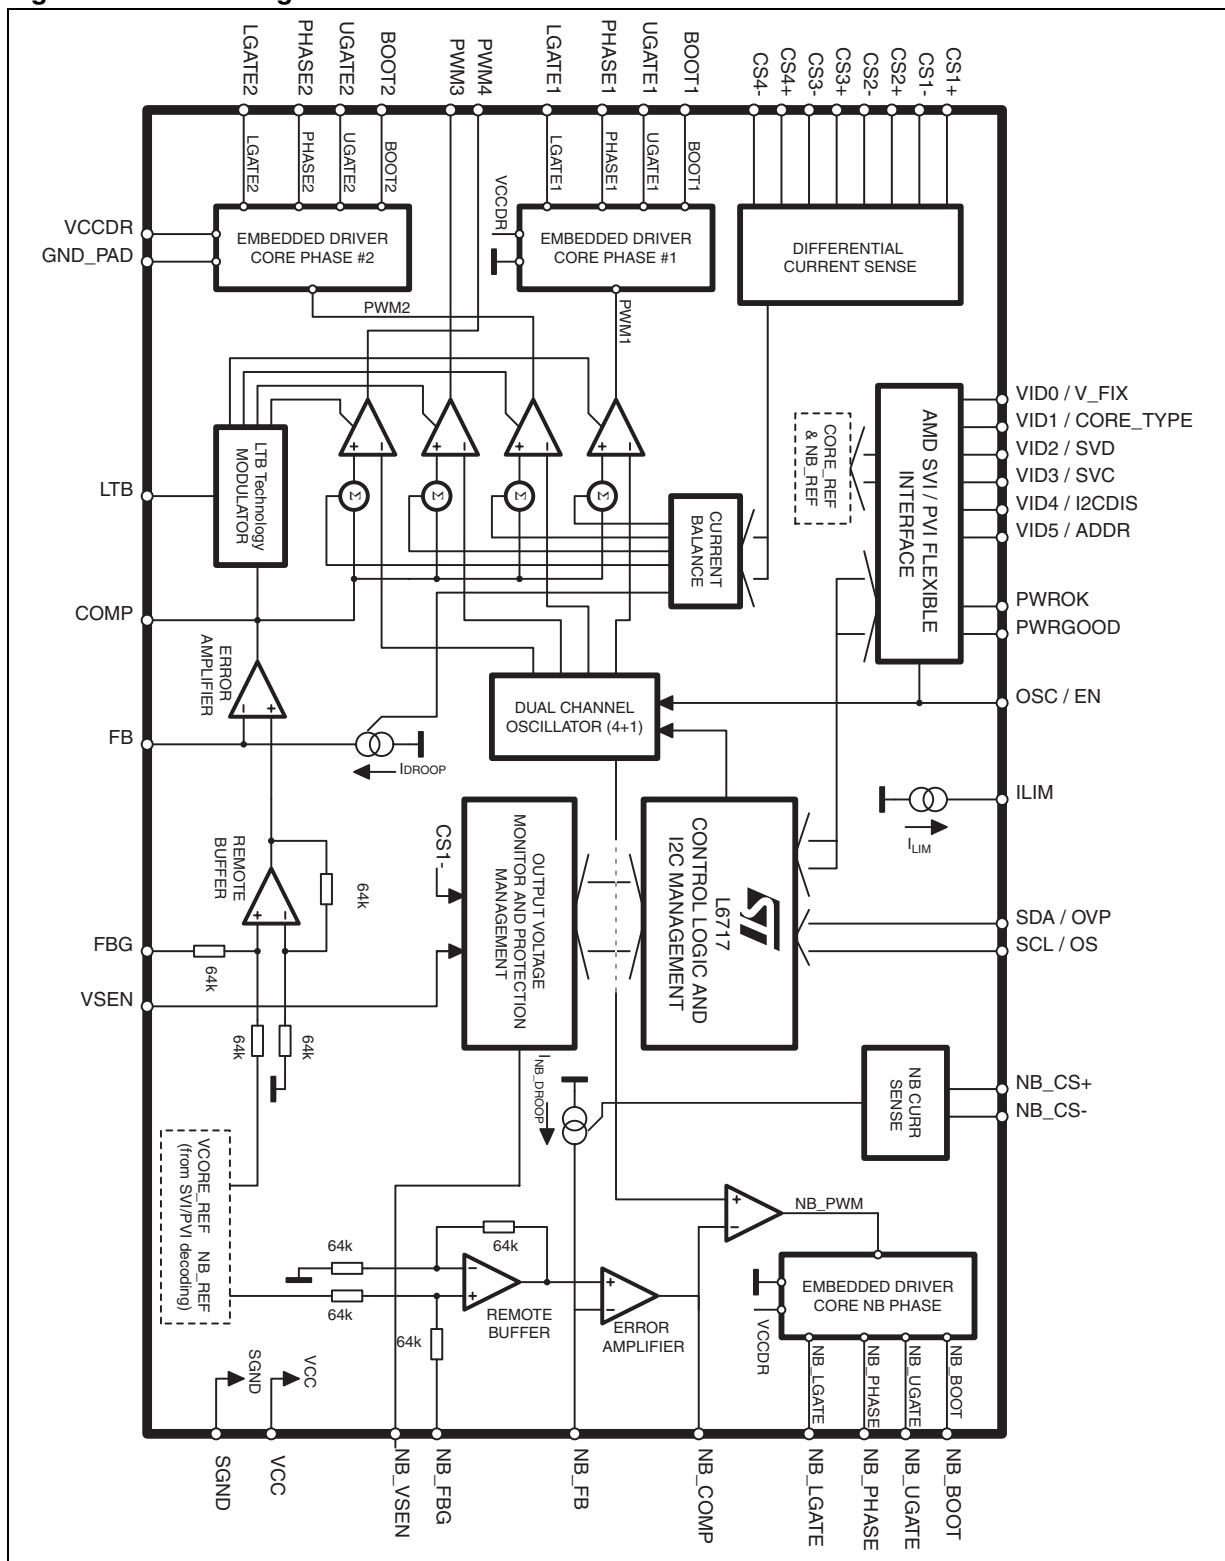 LGATE2
PHASE2
UGATE2
BOOT2
PWM3
PWM4
LGATE1
PHASE1
UGATE1
BOOT1
CS4-
CS4+
CS3-
CS3+
CS2-
CS2+
CS1-
CS1+
LGATE2
PHASE2
UGATE2
BOOT2
LGATE1
PHASE1
UGATE1
BOOT1
VCCDR
VCCDR
GND_PAD
EMBEDDED DRIVER
CORE PHASE #2
EMBEDDED DRIVER
CORE PHASE #1
DIFFERENTIAL
CURRENT SENSE
PWM2
PWM1
VID0 / V_FIX
VID1 / CORE_TYPE
VID2 / SVD
VID3 / SVC
VID4 / I2CDIS
VID5 / ADDR
AMD SVI / PVI FLEXIBLE
INTERFACE
CORE_REF
& NB_REF
LTB Technology
MODULATOR
LTB
+ -
+ -
+ -
+ -
Σ
Σ
Σ
Σ
CURRENT
BALANCE
COMP
PWROK
PWRGOOD
ERROR
AMPLIFIER
- +
OSC / EN
DUAL CHANNEL
OSCILLATOR (4+1)
FB
IDROOP
ILIM
ILIM
CS1-
OUTPUT VOLTAGE
MONITOR AND PROTECTION
MANAGEMENT
ST
L6717
CONTROL LOGIC AND
I2C MANAGEMENT
REMOTE
BUFFER
+ -
64k
FBG
64k
SDA / OVP
SCL / OS
VSEN
64k
64k
INB_DROOP
NB CURR
SENSE
NB_CS+
NB_CS-
VCORE_REF NB_REF
(from SVI/PVI decoding)
+
-
NB_PWM
64k
64k
64k
64k
-
+
REMOTE
BUFFER
+
-
ERROR
AMPLIFIER
EMBEDDED DRIVER
CORE NB PHASE
VCCDR
SGND
VCC
NB_LGATE
NB_PHASE
NB_UGATE
NB_BOOT
SGND
VCC
NB_VSEN
NB_FBG
NB_FB
NB_COMP
NB_LGATE
NB_PHASE
NB_UGATE
NB_BOOT